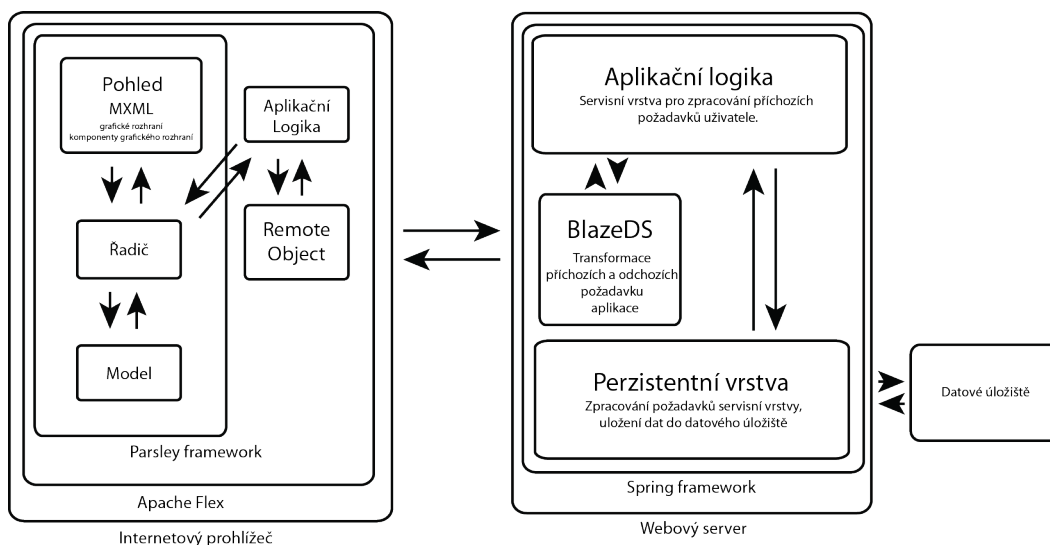 Pohled
MXML
grafické rozhraní
komponenty grafického rozhraní
Řadič
Model
Parsley framework
Aplikační
Logika
Remote
Object
Apache Flex
Internetový prohlížeč
Aplikační logika
Servisní vrstva pro zpracování příchozích
požadavků uživatele.
BlazeDS
Transformace
příchozích a odchozích
požadavku
aplikace
Perzistentní vrstva
Zpracování požadavků servisní vrstvy,
uložení dat do datového úložiště
Spring framework
Webový server
Datové úložiště